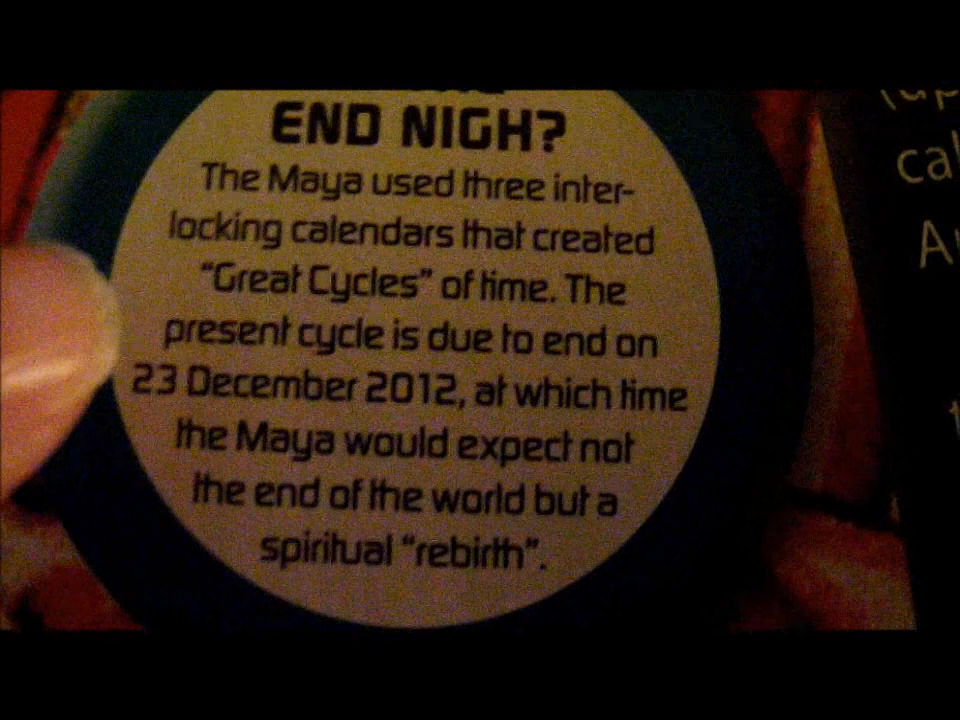 END NIGH?
The Maya used three inter-
locking calendars that created
“Great Cycles” of time. The
present cycle is due to end on
23 December 2012, at which time
the Maya would expect not
the end of the world but a
spiritual “rebirth”.